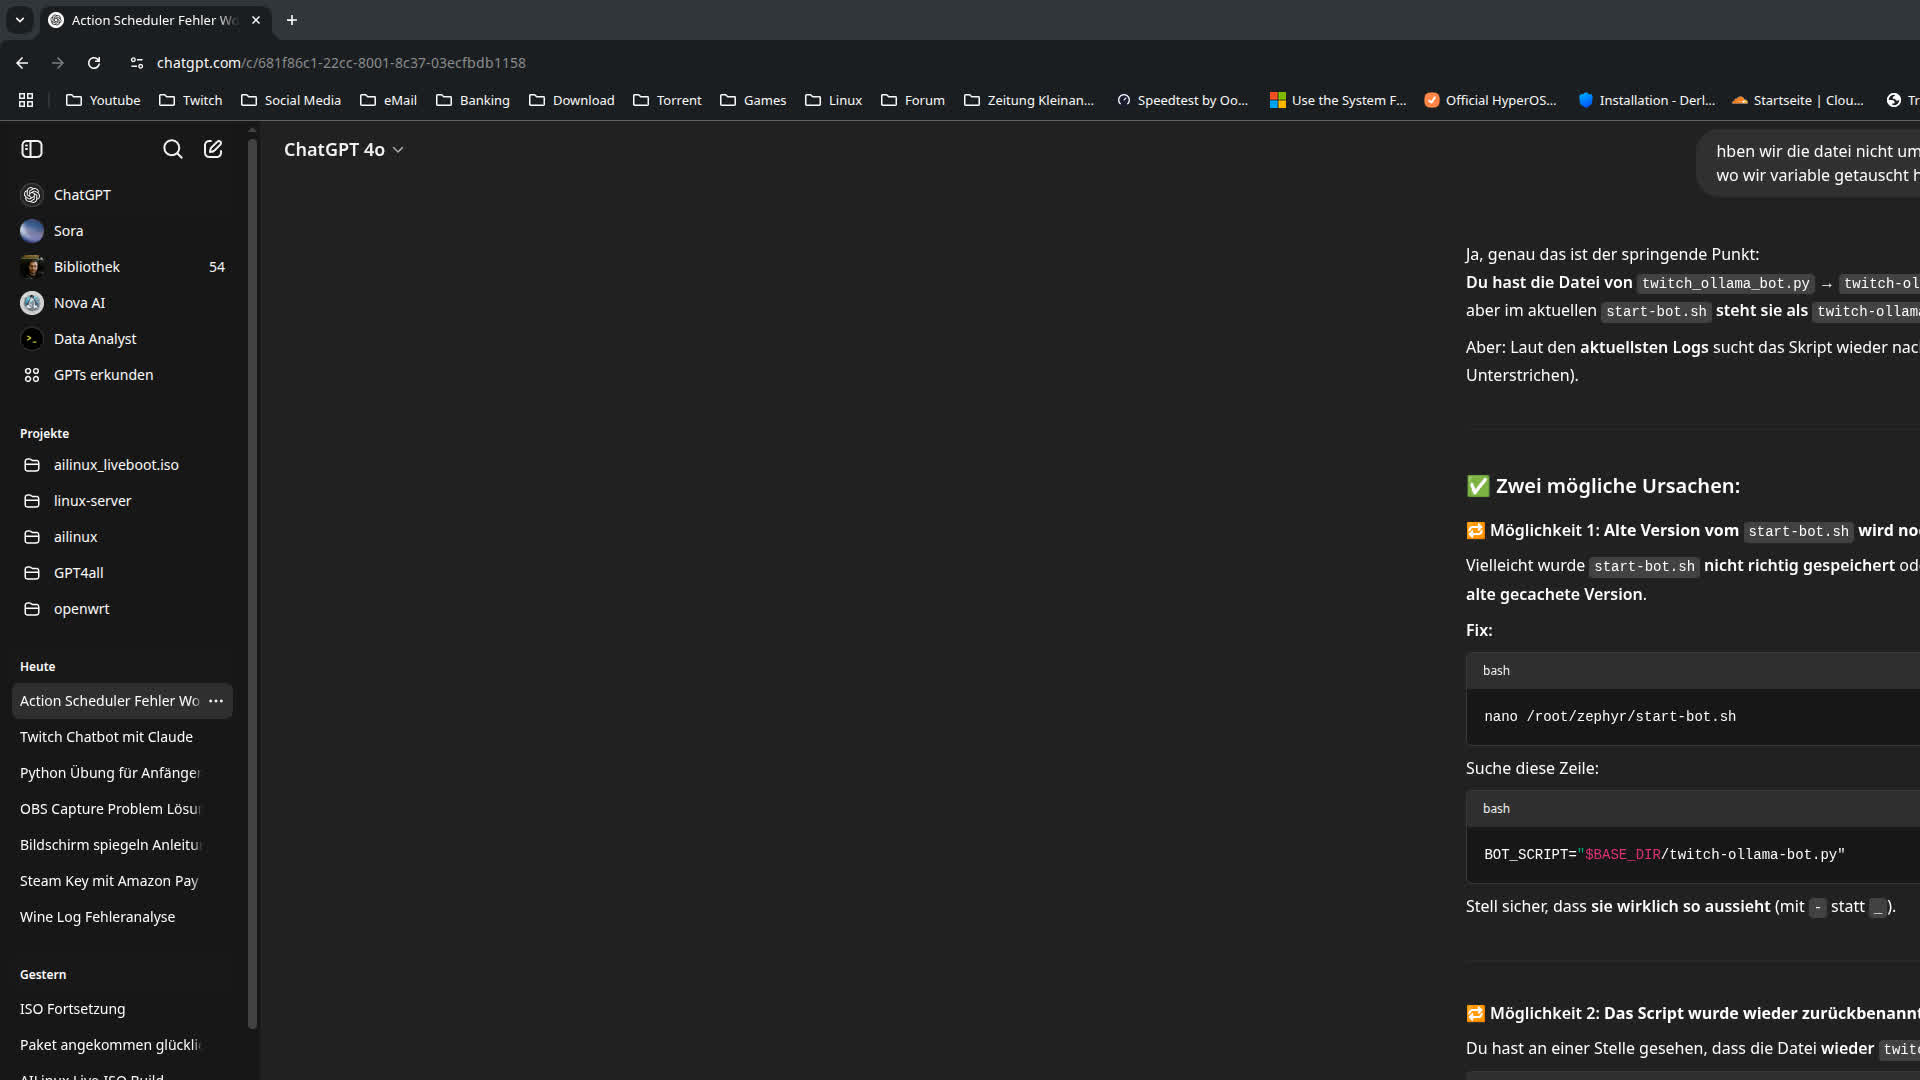 Action Scheduler Fehler Wo
chatgpt.com/c/681f86c1-22cc-8001-8c37-03ecfbdb1158
Youtube Twitch Social Media eMail Banking Download Torrent Games Linux Forum Zeitung Kleinan... Speedtest by Oo... Use the System F... Official HyperOS... Installation - Derl... Startseite | Clou... Tr
ChatGPT 4o
ChatGPT
Sora
Bibliothek 54
Nova AI
Data Analyst
GPTs erkunden
Projekte
ailinux_liveboot.iso
linux-server
ailinux
GPT4all
openwrt
Heute
Action Scheduler Fehler Wo
Twitch Chatbot mit Claude
Python Übung für Anfänger
OBS Capture Problem Lösu
Bildschirm spiegeln Anleitu
Steam Key mit Amazon Pay
Wine Log Fehleranalyse
Gestern
ISO Fortsetzung
Paket angekommen glückli
AILinux Live ISO Build
hben wir die datei nicht um
wo wir variable getauscht h
Ja, genau das ist der springende Punkt:
Du hast die Datei von twitch_ollama_bot.py → twitch-ol
aber im aktuellen start-bot.sh steht sie als twitch-ollama
Aber: Laut den aktuellsten Logs sucht das Skript wieder nac
Unterstrichen).
✅ Zwei mögliche Ursachen:
🔁 Möglichkeit 1: Alte Version vom start-bot.sh wird noc
Vielleicht wurde start-bot.sh nicht richtig gespeichert ode
alte gecachete Version.
Fix:
bash
nano /root/zephyr/start-bot.sh
Suche diese Zeile:
bash
BOT_SCRIPT="$BASE_DIR/twitch-ollama-bot.py"
Stell sicher, dass sie wirklich so aussieht (mit - statt _).
🔁 Möglichkeit 2: Das Script wurde wieder zurückbenannt
Du hast an einer Stelle gesehen, dass die Datei wieder twitc